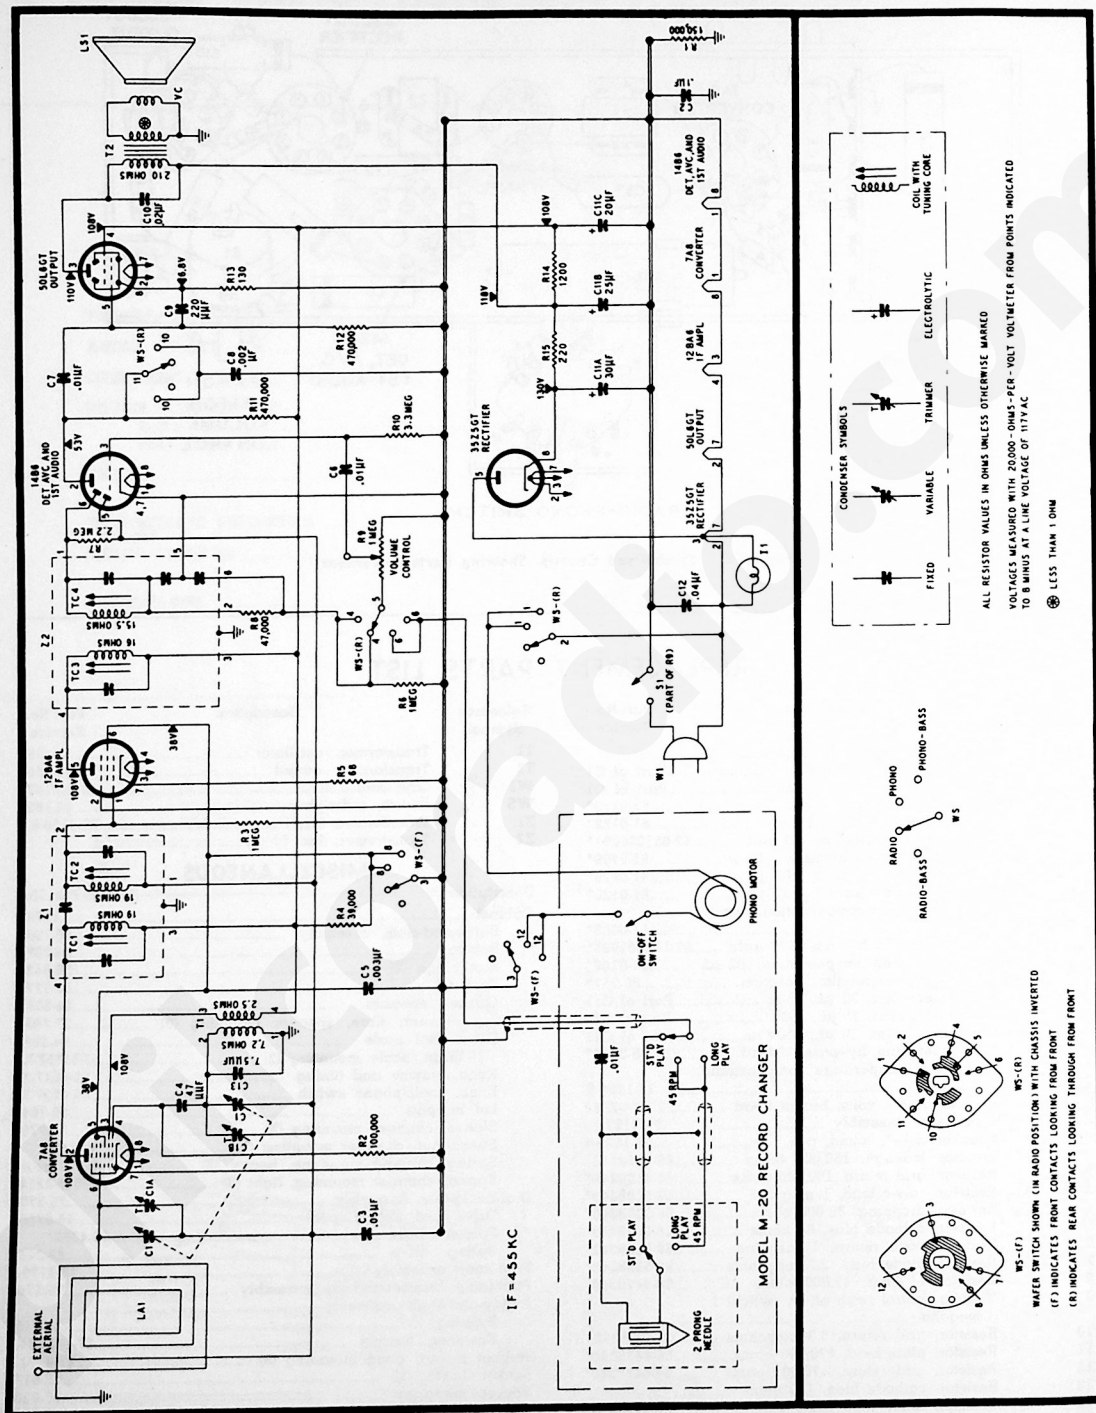 EXTERNAL
AERIAL
LA1
C1
C1A
C1B
C1
7A8
CONVERTER
108V
38V
108V
C4
47
µµF
7.5µµF
C13
7.2 OHMS
T1
2.5 OHMS
R2
100,000
C3
.05µF
C5
.003µF
Z1
TC1
TC2
19 OHMS
19 OHMS
R3
1MEG
R4
39,000
WS-(F)
12BA6
IF AMPL
108V
38V
R5
68
Z2
TC3
TC4
16 OHMS
15.5 OHMS
R8
47,000
R6
1MEG
WS-(R)
R7
2.2 MEG
14B6
DET, AVC, AND
1ST AUDIO
53V
R9
1MEG
VOLUME
CONTROL
C6
.01µF
R10
3.3 MEG
C7
.01µF
R11
470,000
WS-(R)
C8
.002
µF
R12
470,000
C9
220
µµF
50L6GT
OUTPUT
110V
108V
6.8V
R13
130
C10
.02µF
T2
210 OHMS
VC
LS1
IF = 455 KC
WS-(F)
2 PRONG
NEEDLE
ST'D PLAY
LONG
PLAY
45 RPM
.01µF
ST'D
PLAY
45 RPM
LONG
PLAY
ON-OFF
SWITCH
PHONO MOTOR
MODEL M-20 RECORD CHANGER
WS-(R)
W1
S1
(PART OF R9)
C12
.04µF
I1
35Z5GT
RECTIFIER
35Z5GT
RECTIFIER
130V
R15
220
118V
R14
1200
108V
C11A
30µF
C11B
25µF
C11C
20µF
50L6GT
OUTPUT
12BA6
IF AMPL
7A8
CONVERTER
14B6
DET, AVC, AND
1ST AUDIO
C2
.1µF
R1
150,000
WS-(F)
WS-(R)
WAFER SWITCH SHOWN (IN RADIO POSITION) WITH CHASSIS INVERTED
(F) INDICATES FRONT CONTACTS LOOKING FROM FRONT
(R) INDICATES REAR CONTACTS LOOKING THROUGH FROM FRONT
RADIO
PHONO
RADIO-BASS
PHONO-BASS
WS
CONDENSER SYMBOLS
FIXED
VARIABLE
TRIMMER
ELECTROLYTIC
COIL WITH
TUNING CORE
ALL RESISTOR VALUES IN OHMS UNLESS OTHERWISE MARKED
VOLTAGES MEASURED WITH 20,000-OHMS-PER-VOLT VOLTMETER FROM POINTS INDICATED
TO B MINUS AT A LINE VOLTAGE OF 117V AC
LESS THAN 1 OHM